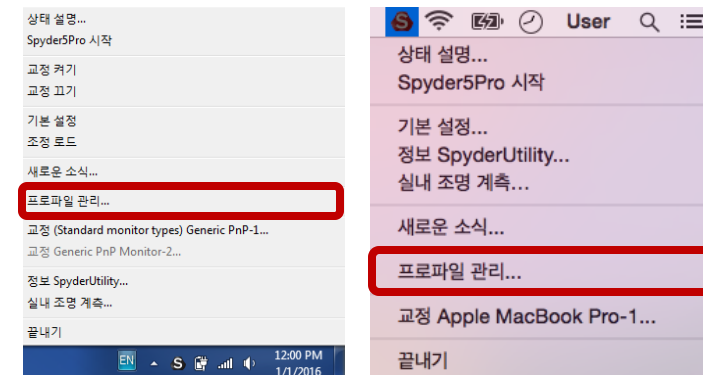 상태 설명...
Spyder5Pro 시작
교정 켜기
교정 끄기
기본 설정
조정 로드
새로운 소식...
프로파일 관리...
교정 (Standard monitor types) Generic PnP-1...
교정 Generic PnP Monitor-2...
정보 SpyderUtility...
실내 조명 계측...
끝내기
EN
S
12:00 PM
1/1/2016
S
User
상태 설명...
Spyder5Pro 시작
기본 설정...
정보 SpyderUtility...
실내 조명 계측...
새로운 소식...
프로파일 관리...
교정 Apple MacBook Pro-1...
끝내기